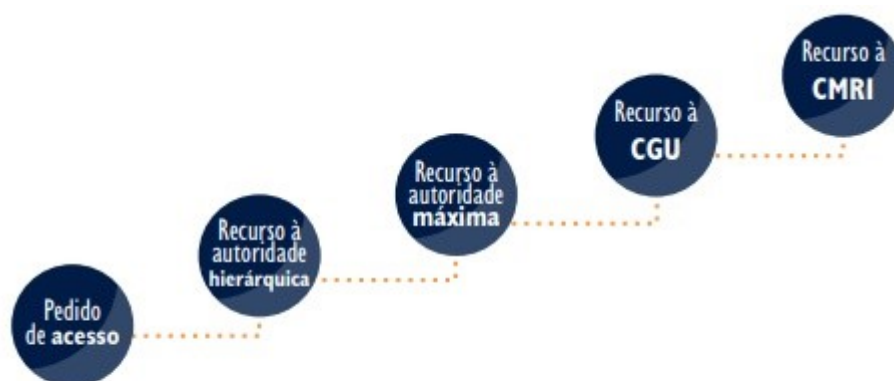 Pedido
de acesso
Recurso à
autoridade
hierárquica
Recurso à
autoridade
máxima
Recurso à
CGU
Recurso à
CMRI